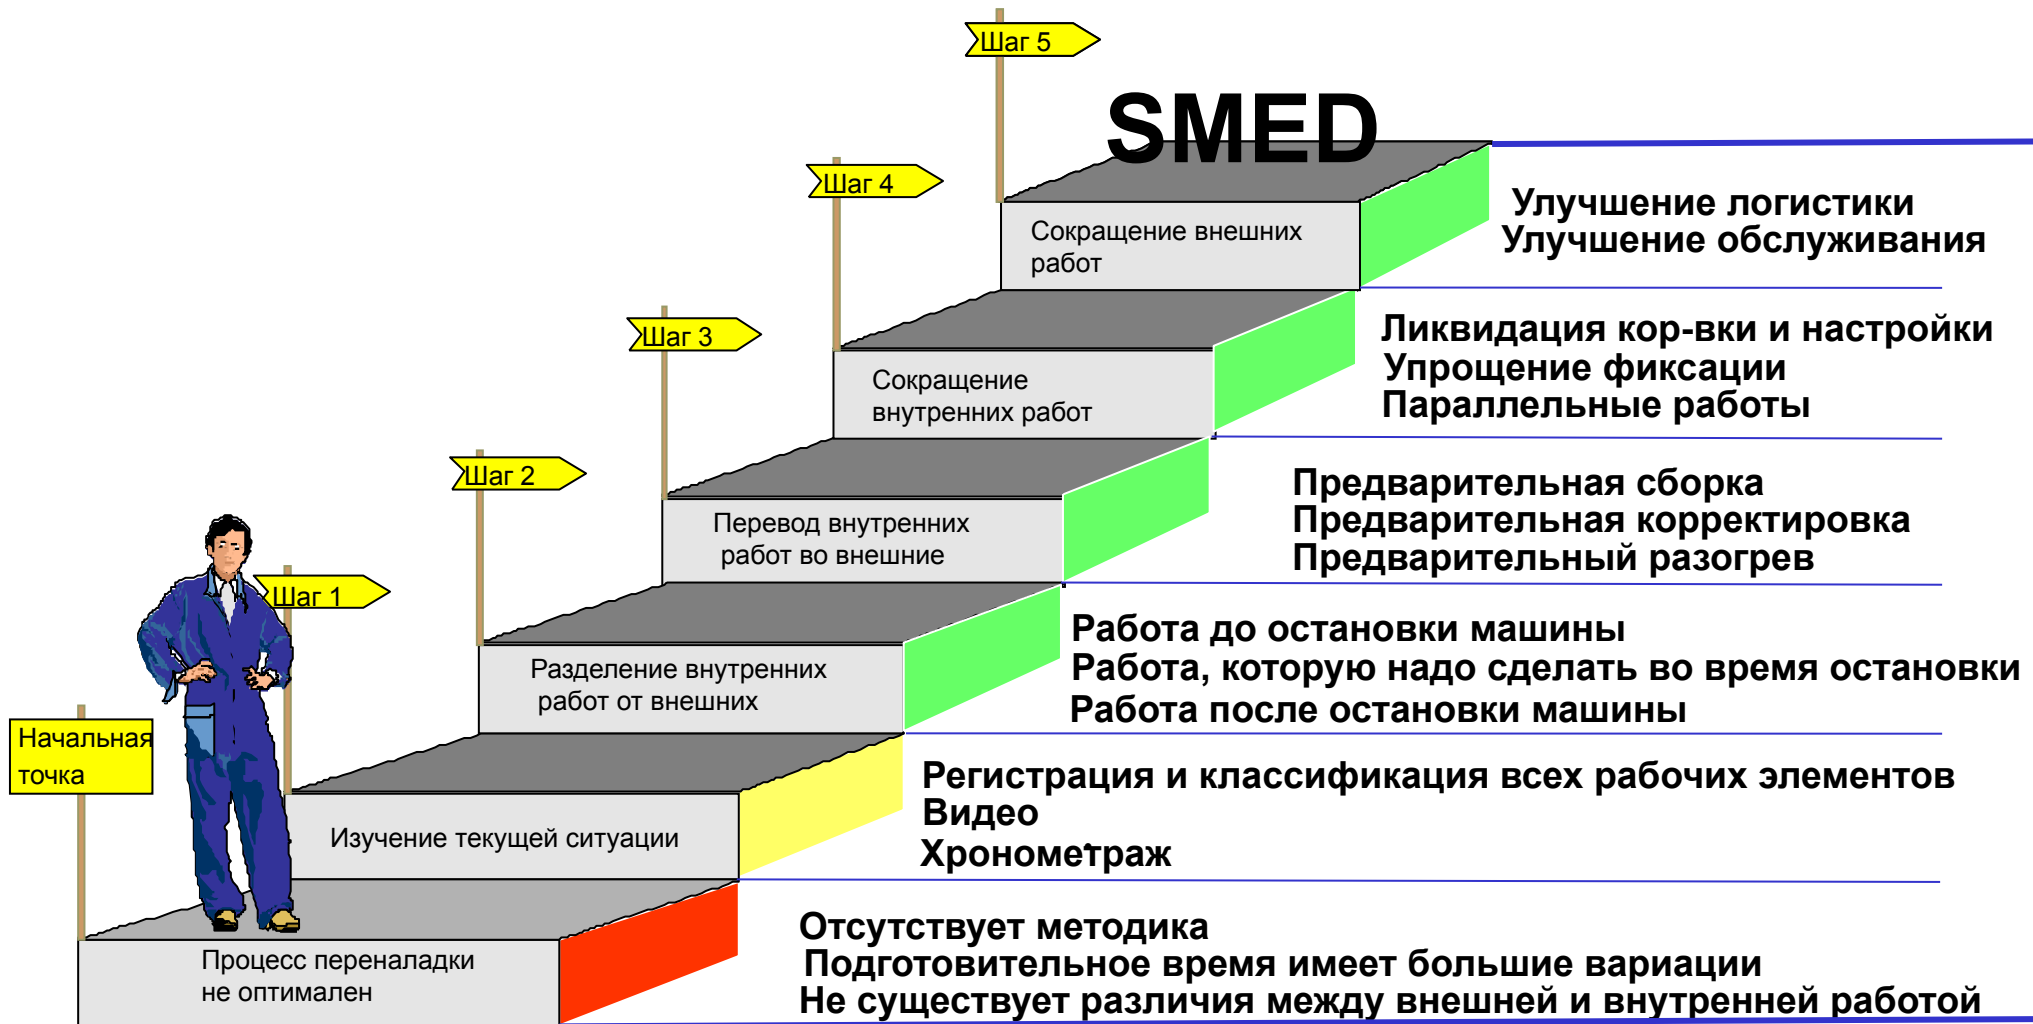 Шаг 5
SMED
Сокращение внешних
работ
Улучшение логистики
Улучшение обслуживания
Шаг 4
Сокращение
внутренних работ
Ликвидация кор-вки и настройки
Упрощение фиксации
Параллельные работы
Шаг 3
Перевод внутренних
работ во внешние
Предварительная сборка
Предварительная корректировка
Предварительный разогрев
Шаг 2
Разделение внутренних
работ от внешних
Работа до остановки машины
Работа, которую надо сделать во время остановки
Работа после остановки машины
Шаг 1
Изучение текущей ситуации
Регистрация и классификация всех рабочих элементов
Видео
Хронометраж
Начальная
точка
Процесс переналадки
не оптимален
Отсутствует методика
Подготовительное время имеет большие вариации
Не существует различия между внешней и внутренней работой